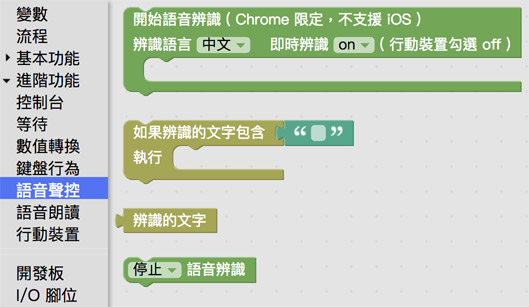 變數
流程
基本功能
進階功能
控制台
等待
數值轉換
鍵盤行為
語音聲控
語音朗讀
行動裝置
開發板
I/O 腳位
開始語音辨識 ( Chrome 限定，不支援 iOS )
辨識語言 中文 即時辨識 on ( 行動裝置勾選 off )
如果辨識的文字包含 “ ”
執行
辨識的文字
停止 語音辨識